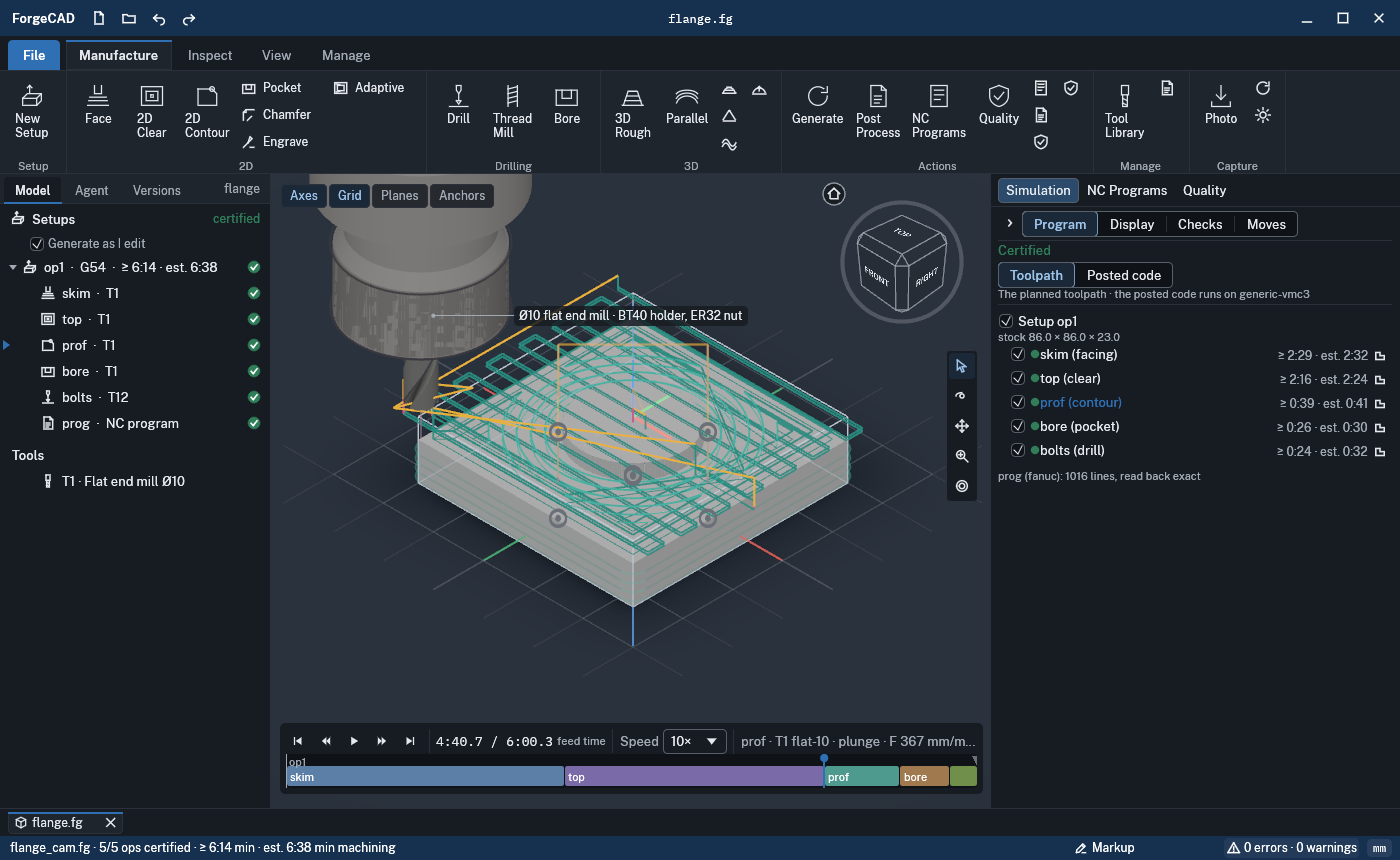 ForgeCAD
flange.fg
File
Manufacture
Inspect
View
Manage
New Setup
Face
2D Clear
2D Contour
Pocket
Chamfer
Engrave
Adaptive
Drill
Thread Mill
Bore
3D Rough
Parallel
Generate
Post Process
NC Programs
Quality
Tool Library
Photo
Setup
2D
Drilling
3D
Actions
Manage
Capture
Model
Agent
Versions
flange
Setups
certified
Generate as I edit
op1 · G54 · ≥ 6:14 · est. 6:38
skim · T1
top · T1
prof · T1
bore · T1
bolts · T12
prog · NC program
Tools
T1 · Flat end mill Ø10
Axes
Grid
Planes
Anchors
TOP
FRONT
RIGHT
Ø10 flat end mill · BT40 holder, ER32 nut
4:40.7 / 6:00.3 feed time
Speed
10×
prof · T1 flat-10 · plunge · F 367 mm/m...
op1
skim
top
prof
bore
Simulation
NC Programs
Quality
Program
Display
Checks
Moves
Certified
Toolpath
Posted code
The planned toolpath · the posted code runs on generic-vmc3
Setup op1
stock 86.0 × 86.0 × 23.0
skim (facing) ≥ 2:29 · est. 2:32
top (clear) ≥ 2:16 · est. 2:24
prof (contour) ≥ 0:39 · est. 0:41
bore (pocket) ≥ 0:26 · est. 0:30
bolts (drill) ≥ 0:24 · est. 0:32
prog (fanuc): 1016 lines, read back exact
flange.fg
flange_cam.fg · 5/5 ops certified · ≥ 6:14 min · est. 6:38 min machining
Markup
0 errors · 0 warnings
mm